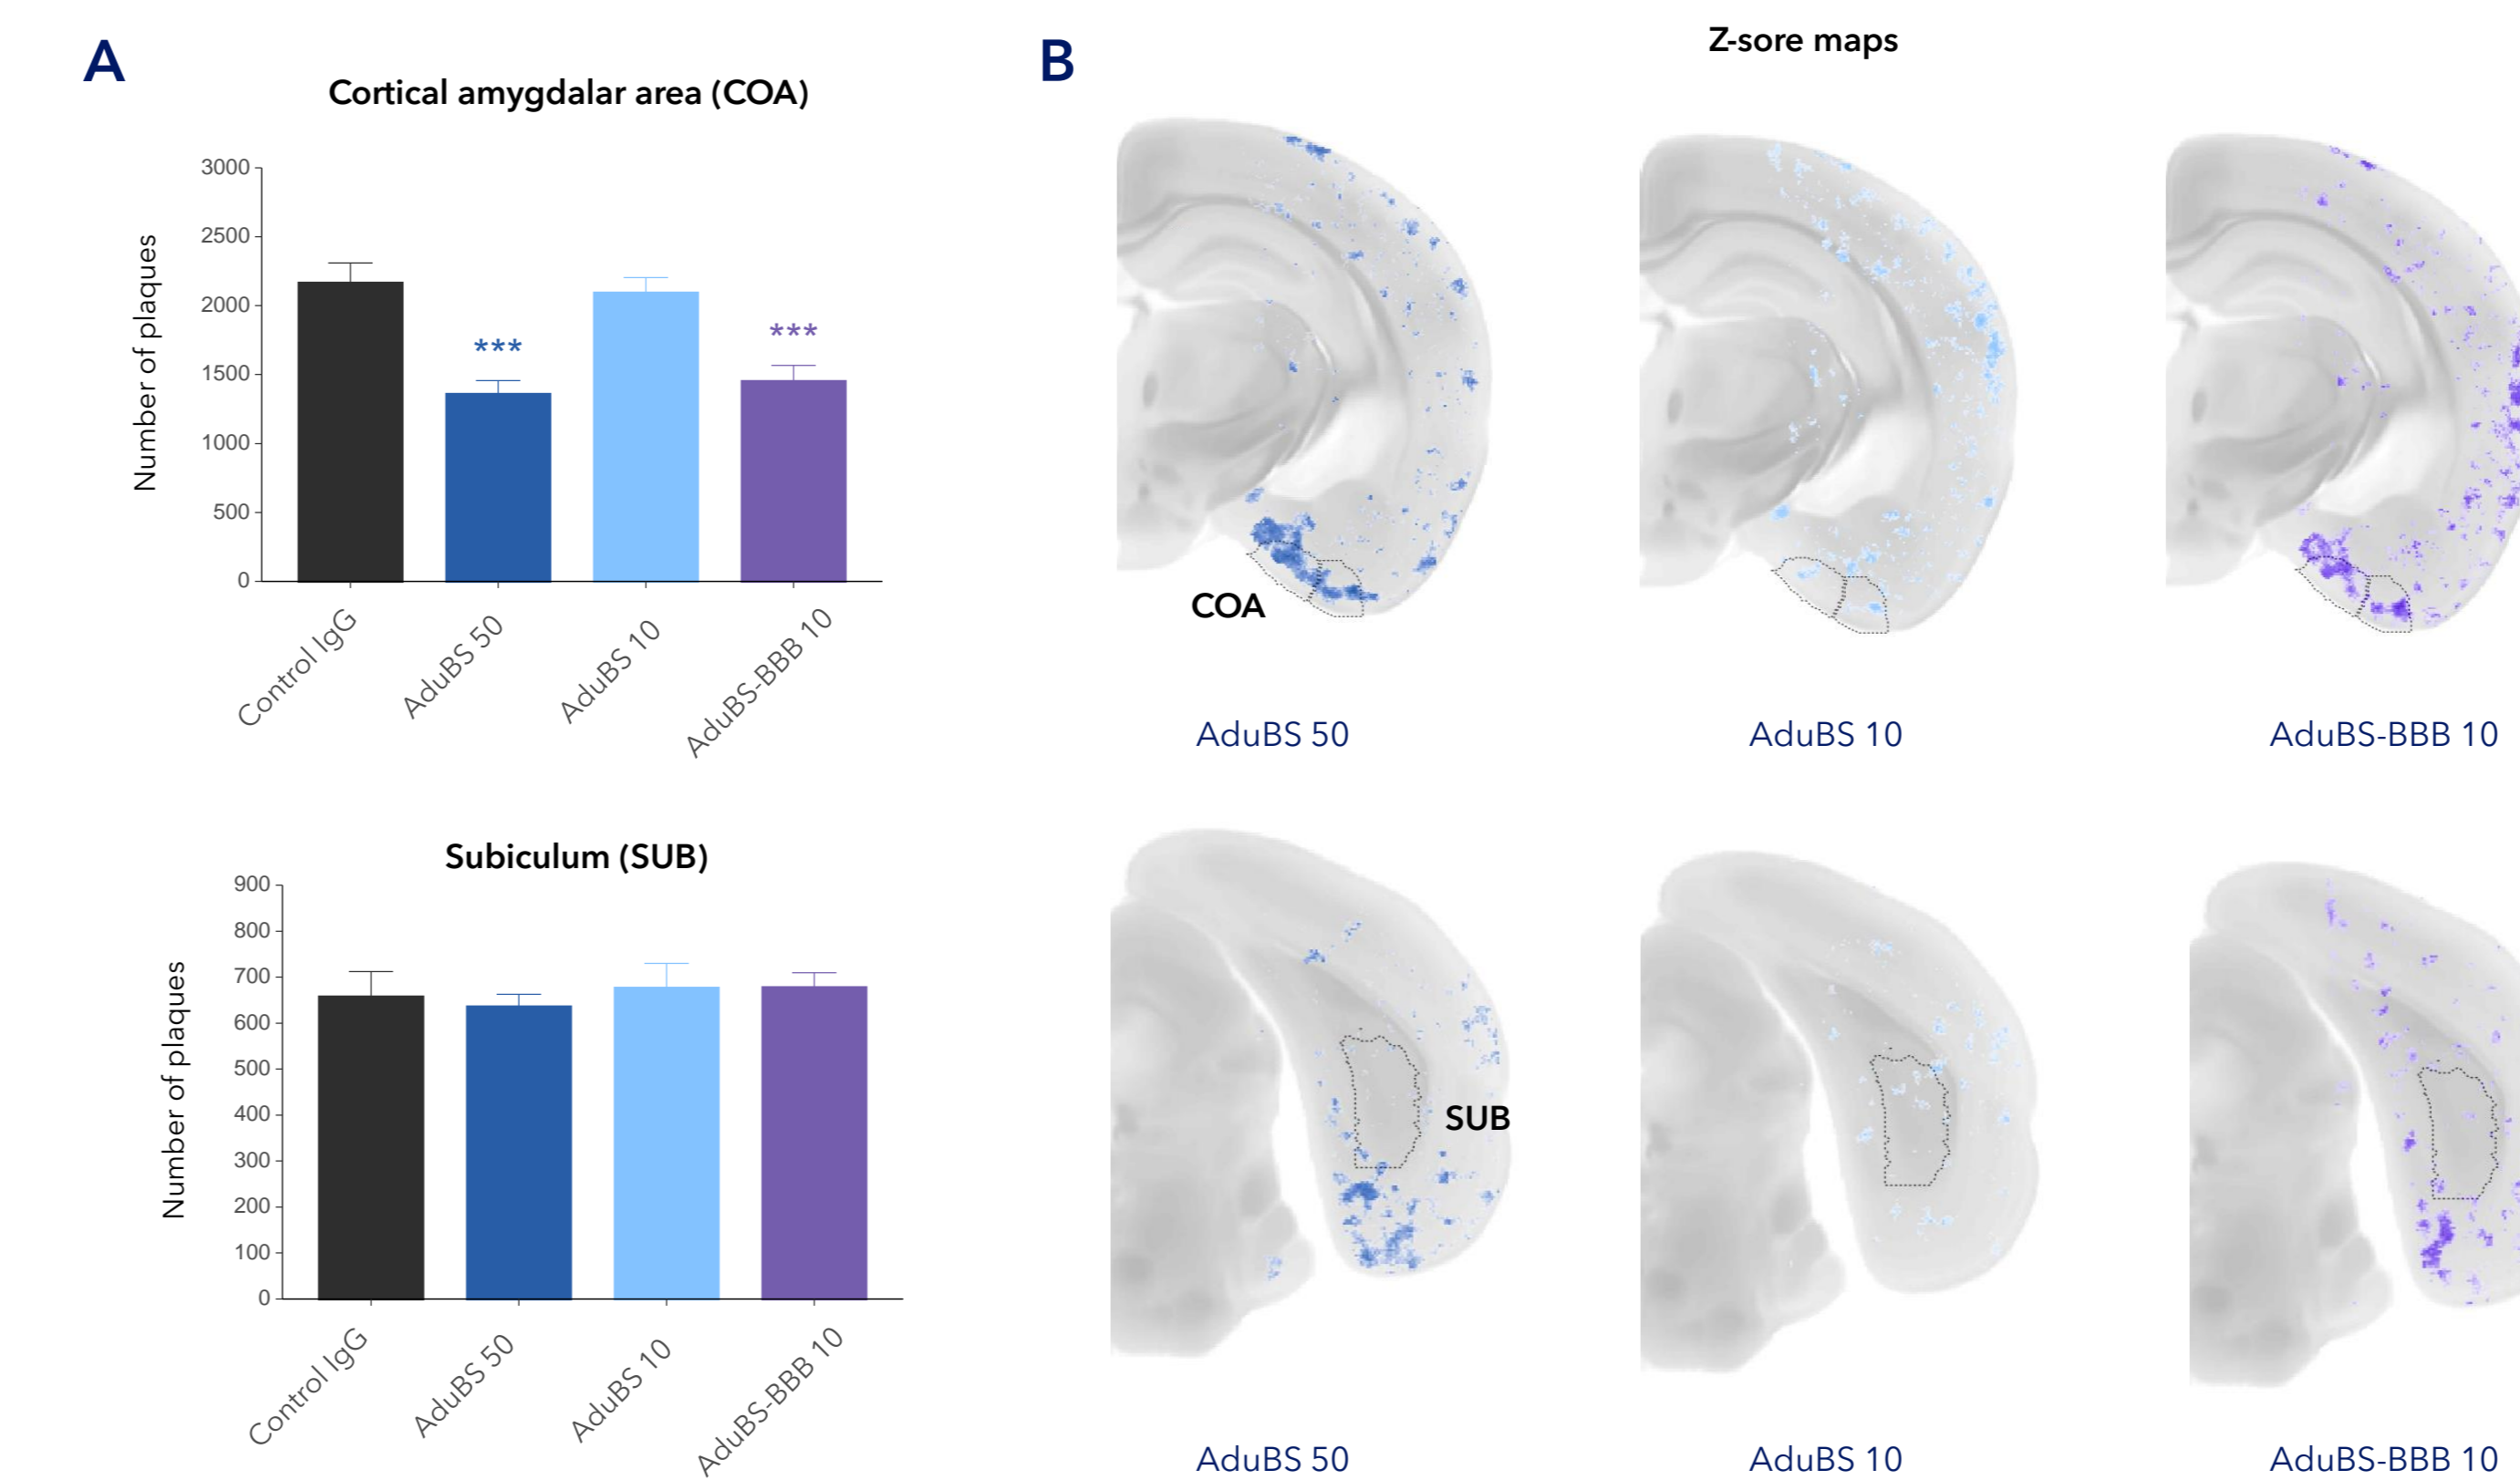 A
Cortical amygdalar area (COA)
Number of plaques
3000
2500
2000
1500
1000
500
0
***
***
Control IgG
AduBS 50
AduBS 10
AduBS-BBB 10
Subiculum (SUB)
Number of plaques
900
800
700
600
500
400
300
200
100
0
Control IgG
AduBS 50
AduBS 10
AduBS-BBB 10
B
Z-sore maps
COA
AduBS 50
AduBS 10
AduBS-BBB 10
SUB
AduBS 50
AduBS 10
AduBS-BBB 10